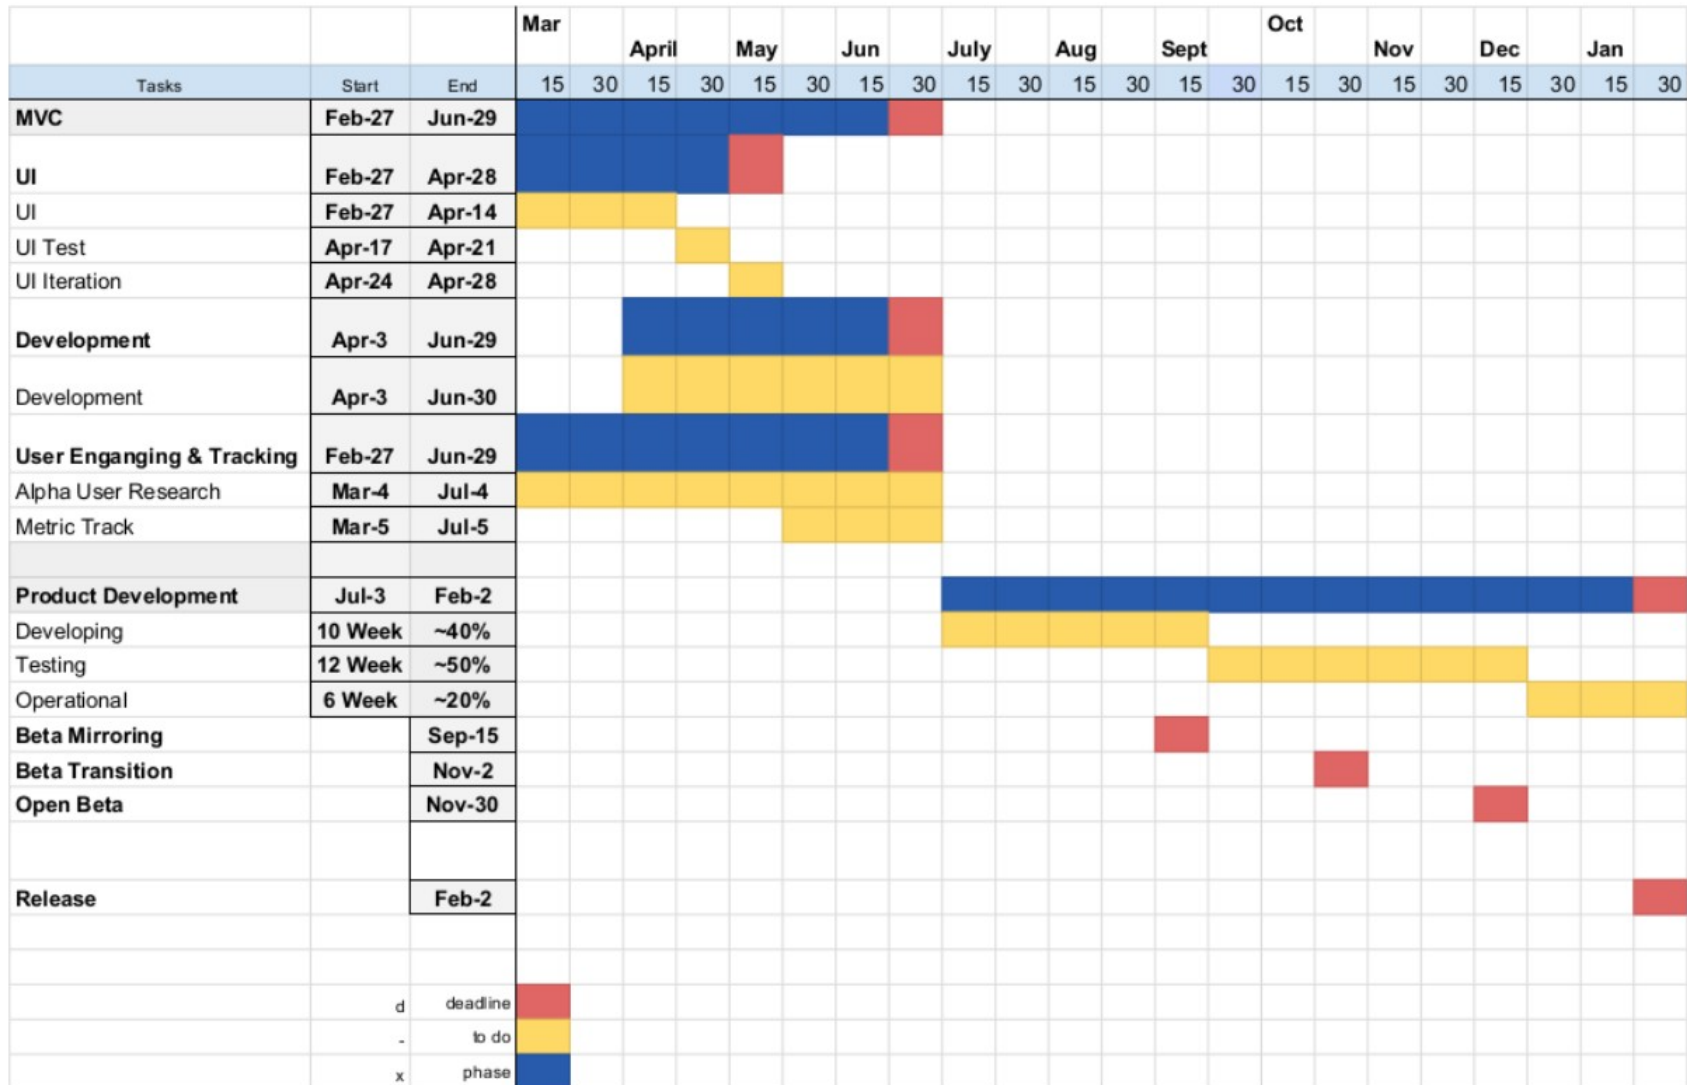 Mar Oct
April May Jun July Aug Sept Nov Dec Jan
Tasks Start End 15 30 15 30 15 30 15 30 15 30 15 30 15 30 15 30 15 30 15 30 15 30
MVC Feb-27 Jun-29
UI Feb-27 Apr-28
UI Feb-27 Apr-14
UI Test Apr-17 Apr-21
UI Iteration Apr-24 Apr-28
Development Apr-3 Jun-29
Development Apr-3 Jun-30
User Enganging & Tracking Feb-27 Jun-29
Alpha User Research Mar-4 Jul-4
Metric Track Mar-5 Jul-5
Product Development Jul-3 Feb-2
Developing 10 Week ~40%
Testing 12 Week ~50%
Operational 6 Week ~20%
Beta Mirroring Sep-15
Beta Transition Nov-2
Open Beta Nov-30
Release Feb-2
d deadline
- to do
x phase